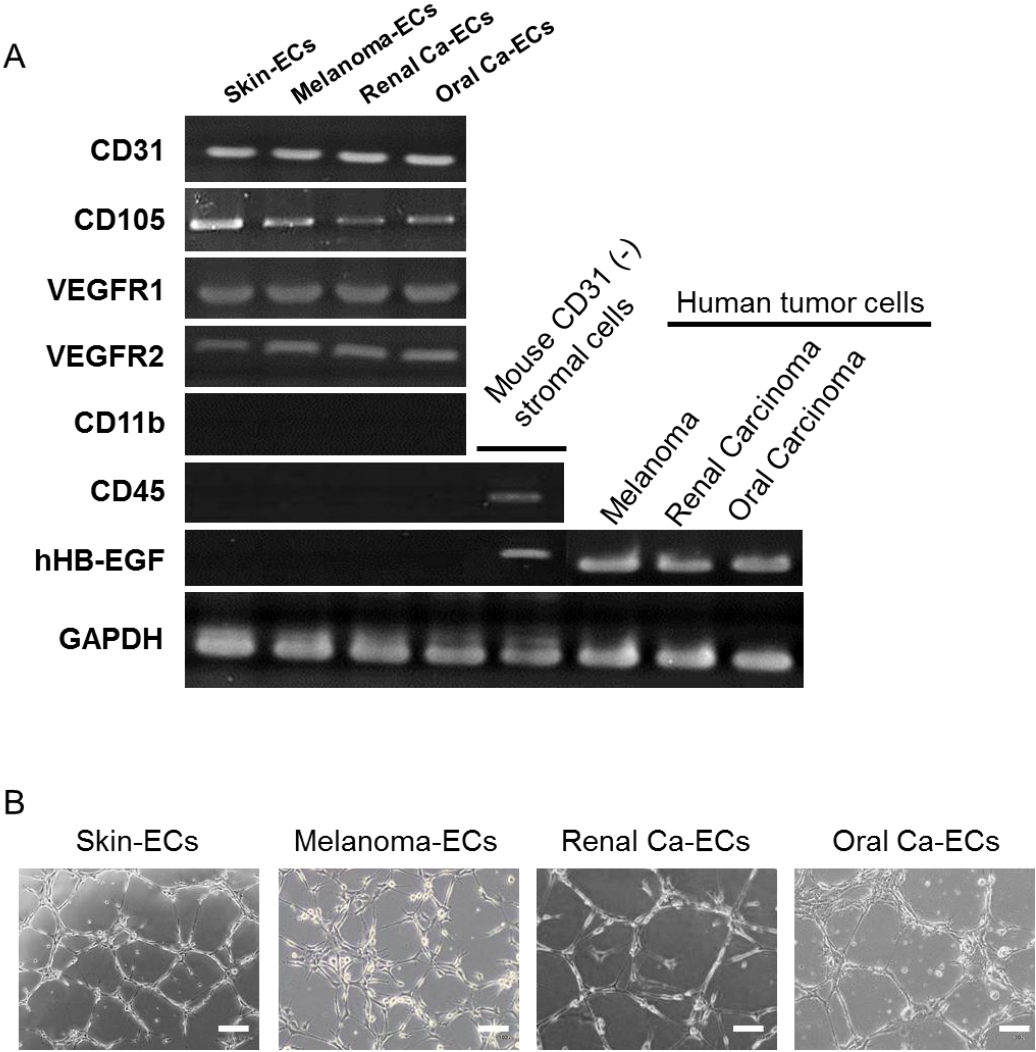 A
Skin-ECs
Melanoma-ECs
Renal Ca-ECs
Oral Ca-ECs
CD31
CD105
VEGFR1
VEGFR2
CD11b
CD45
hHB-EGF
GAPDH
Mouse CD31 (-)
stromal cells
Human tumor cells
Melanoma
Renal Carcinoma
Oral Carcinoma
B
Skin-ECs
Melanoma-ECs
Renal Ca-ECs
Oral Ca-ECs